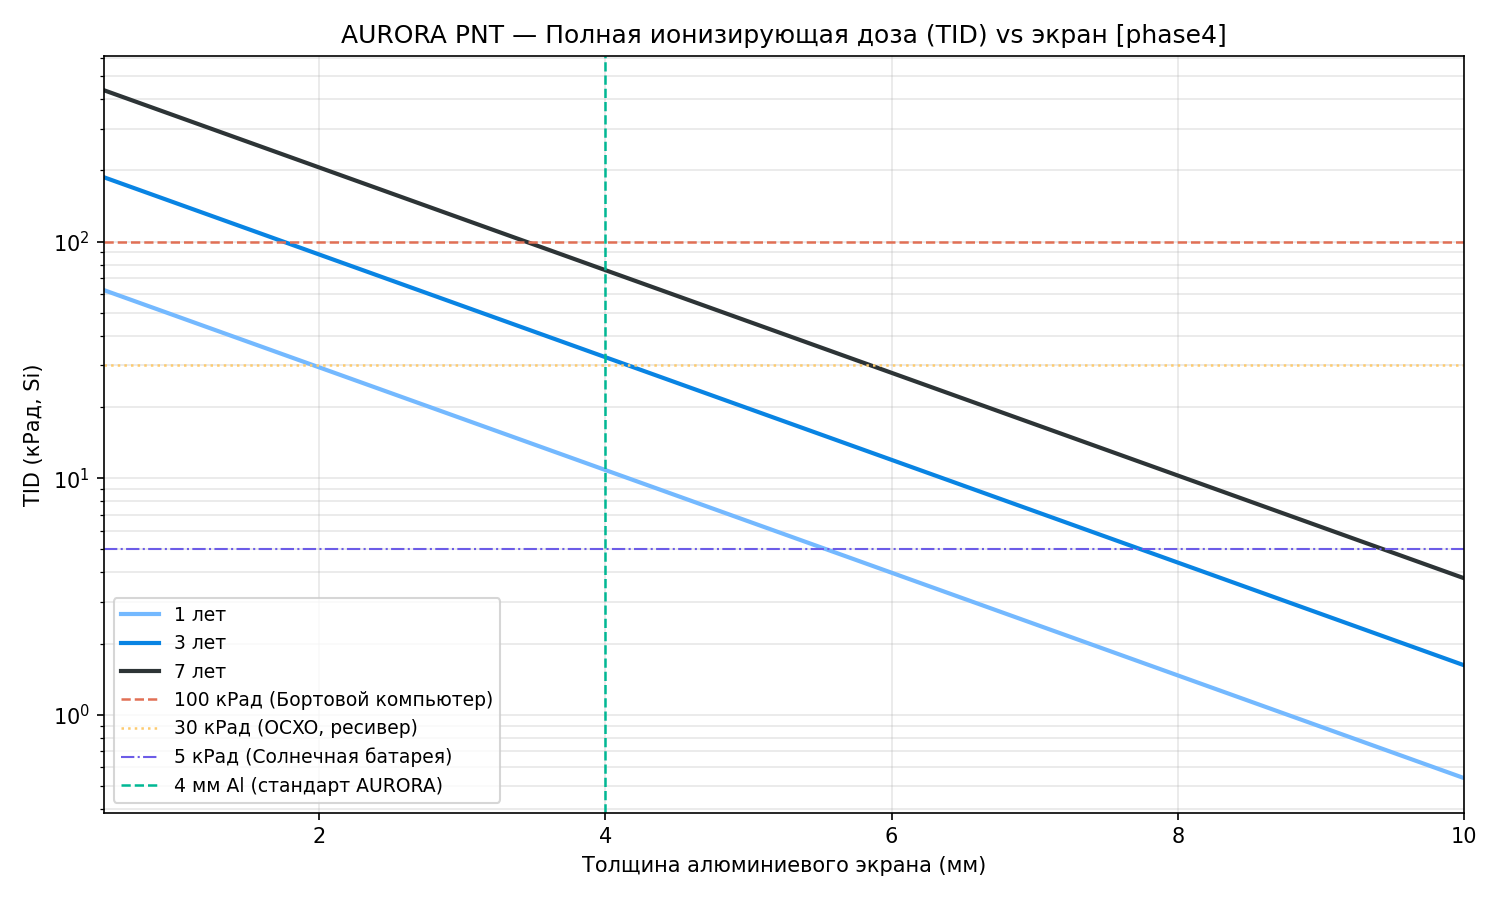 AURORA PNT — Полная ионизирующая доза (TID) vs экран [phase4]
TID (кРад, Si)
10²
10¹
10⁰
1 лет
3 лет
7 лет
100 кРад (Бортовой компьютер)
30 кРад (ОСХО, ресивер)
5 кРад (Солнечная батарея)
4 мм Al (стандарт AURORA)
2
4
6
8
10
Толщина алюминиевого экрана (мм)